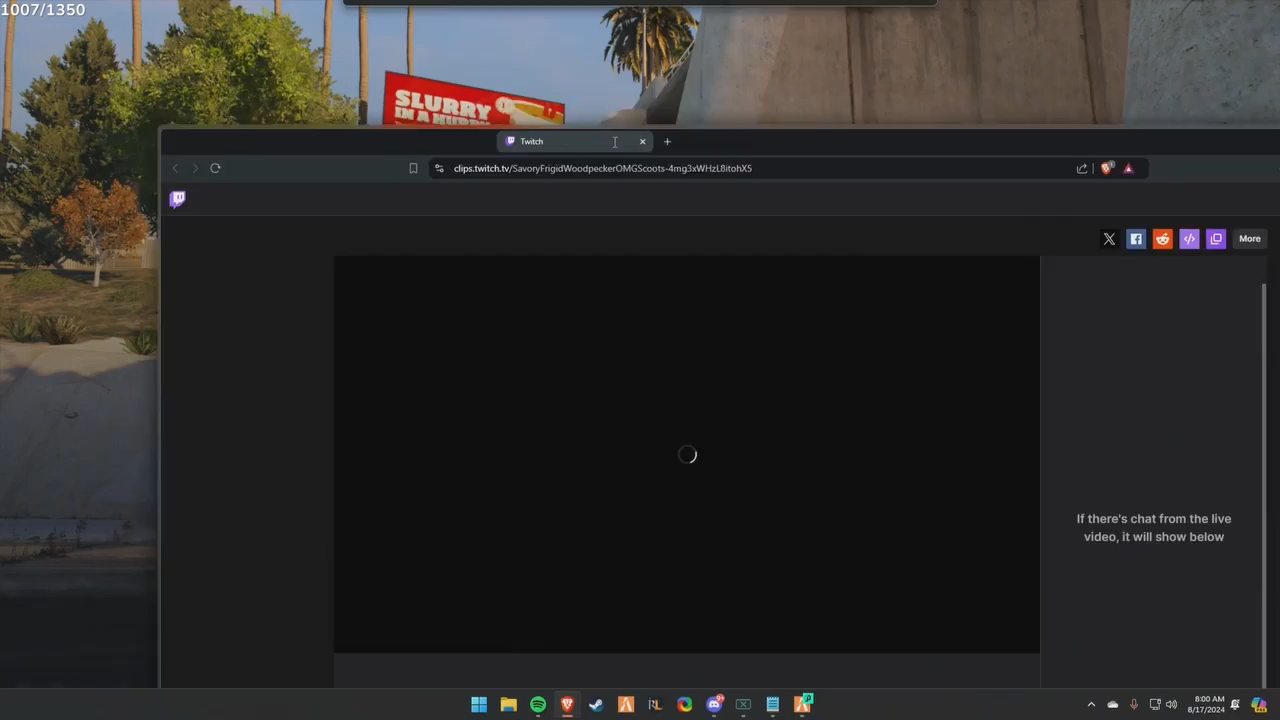 1007/1350
SLURRY
IN A HURRY
Twitch
clips.twitch.tv/SavoryFrigidWoodpeckerOMGScoots-4mg3xWHzL8itohX5
More
If there's chat from the live
video, it will show below
8:00 AM
8/17/2024